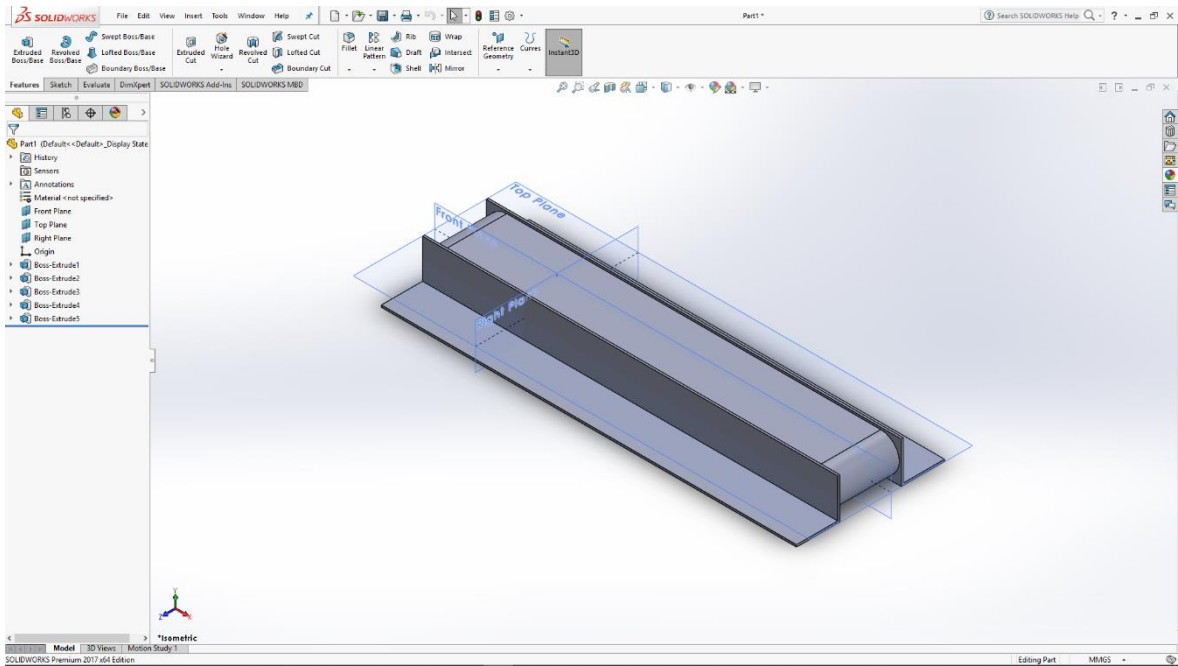 SOLIDWORKS File Edit View Insert Tools Window Help Part1 * Search SOLIDWORKS Help
Extruded Boss/Base
Revolved Boss/Base
Swept Boss/Base
Lofted Boss/Base
Boundary Boss/Base
Extruded Cut
Hole Wizard
Revolved Cut
Swept Cut
Lofted Cut
Boundary Cut
Fillet
Linear Pattern
Rib
Draft
Shell
Wrap
Intersect
Mirror
Reference Geometry
Curves
Instant3D
Features Sketch Evaluate DimXpert SOLIDWORKS Add-Ins SOLIDWORKS MBD
Part1 (Default<<Default>_Display State
History
Sensors
Annotations
Material <not specified>
Front Plane
Top Plane
Right Plane
Origin
Boss-Extrude1
Boss-Extrude2
Boss-Extrude3
Boss-Extrude4
Boss-Extrude5
Top Plane
Front
Right Plane
Y
Z
X
*Isometric
Model 3D Views Motion Study 1
SOLIDWORKS Premium 2017 x64 Edition Editing Part MMGS